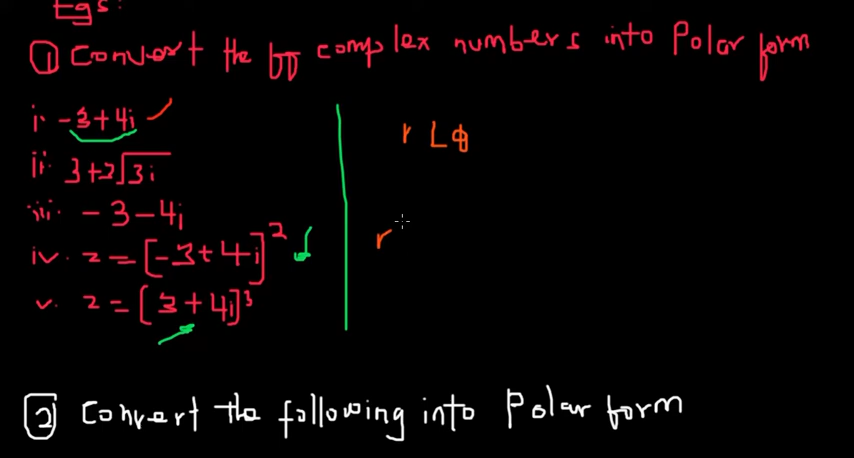 Egs:
① Convert the ff complex numbers into Polar form
i. -3+4i ✓
ii. 3+2√3i
iii. -3-4i
iv. z = [-3+4i]²
v. z = [3+4i]³
r ∟ϕ
r
2 Convert the following into Polar form